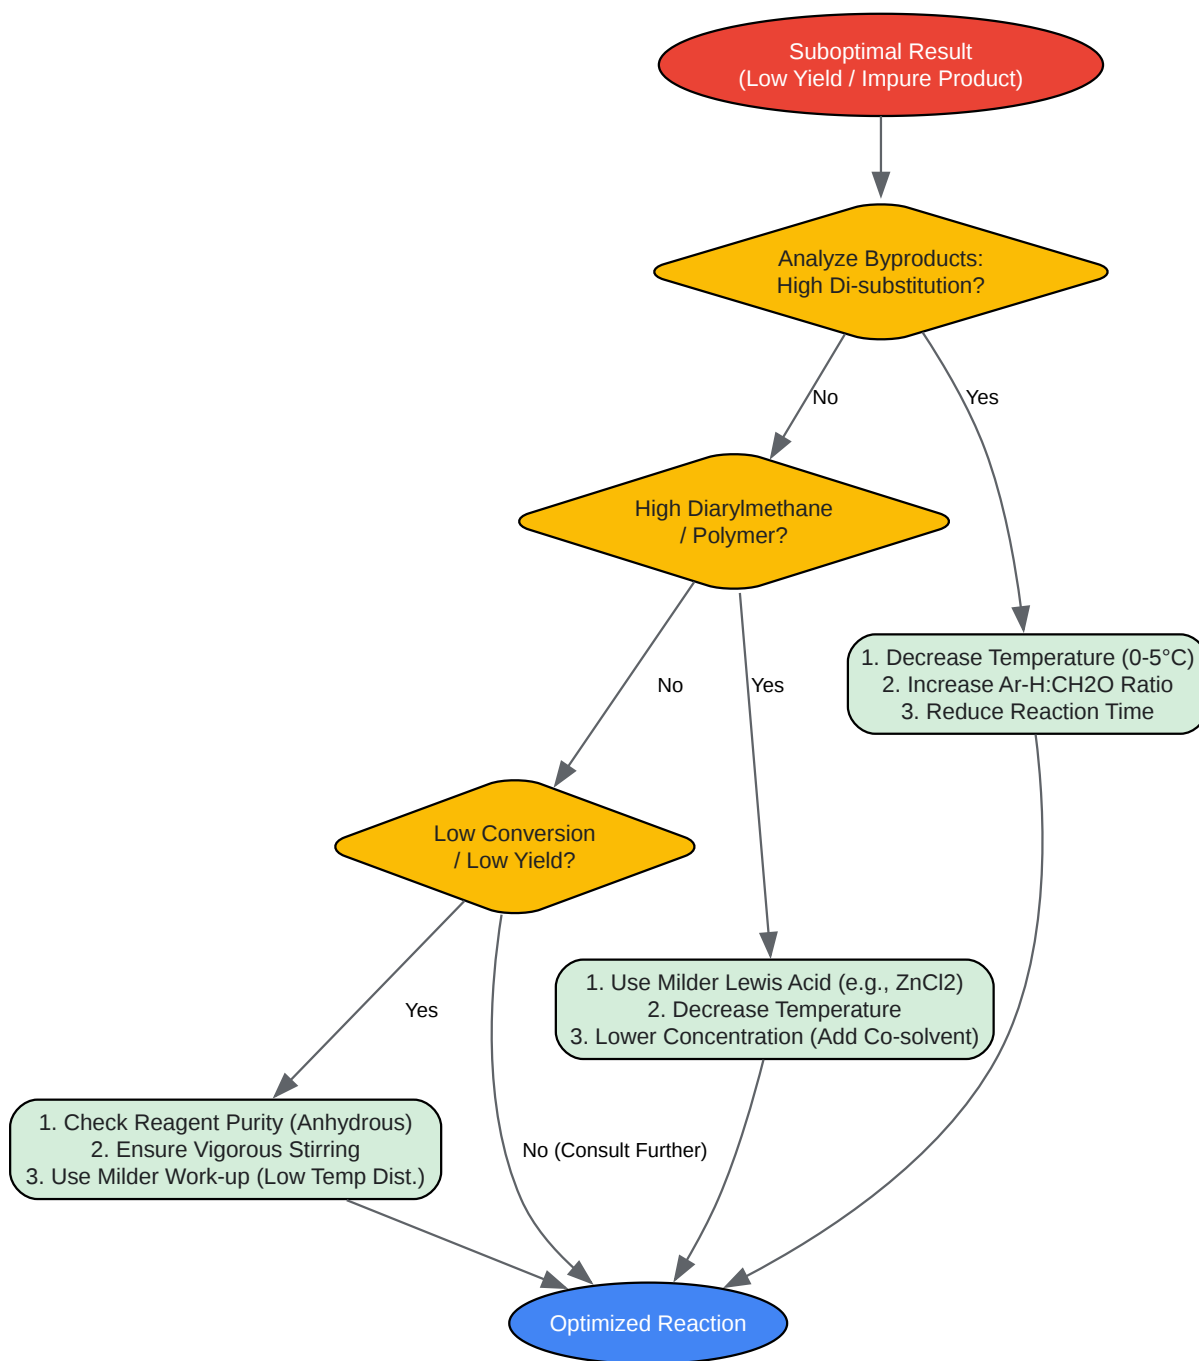 Suboptimal Result
(Low Yield / Impure Product)
Analyze Byproducts:
High Di-substitution?
No
Yes
High Diarylmethane
/ Polymer?
1. Decrease Temperature (0-5°C)
2. Increase Ar-H:CH2O Ratio
3. Reduce Reaction Time
No
Yes
Low Conversion
/ Low Yield?
1. Use Milder Lewis Acid (e.g., ZnCl2)
2. Decrease Temperature
3. Lower Concentration (Add Co-solvent)
Yes
No (Consult Further)
1. Check Reagent Purity (Anhydrous)
2. Ensure Vigorous Stirring
3. Use Milder Work-up (Low Temp Dist.)
Optimized Reaction